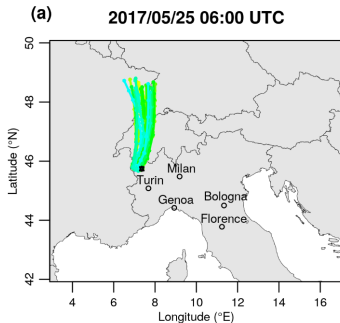 (a)
2017/05/25 06:00 UTC
50
48
46
44
42
Latitude (°N)
Milan
Turin
Genoa
Bologna
Florence
4
6
8
10
12
14
16
Longitude (°E)